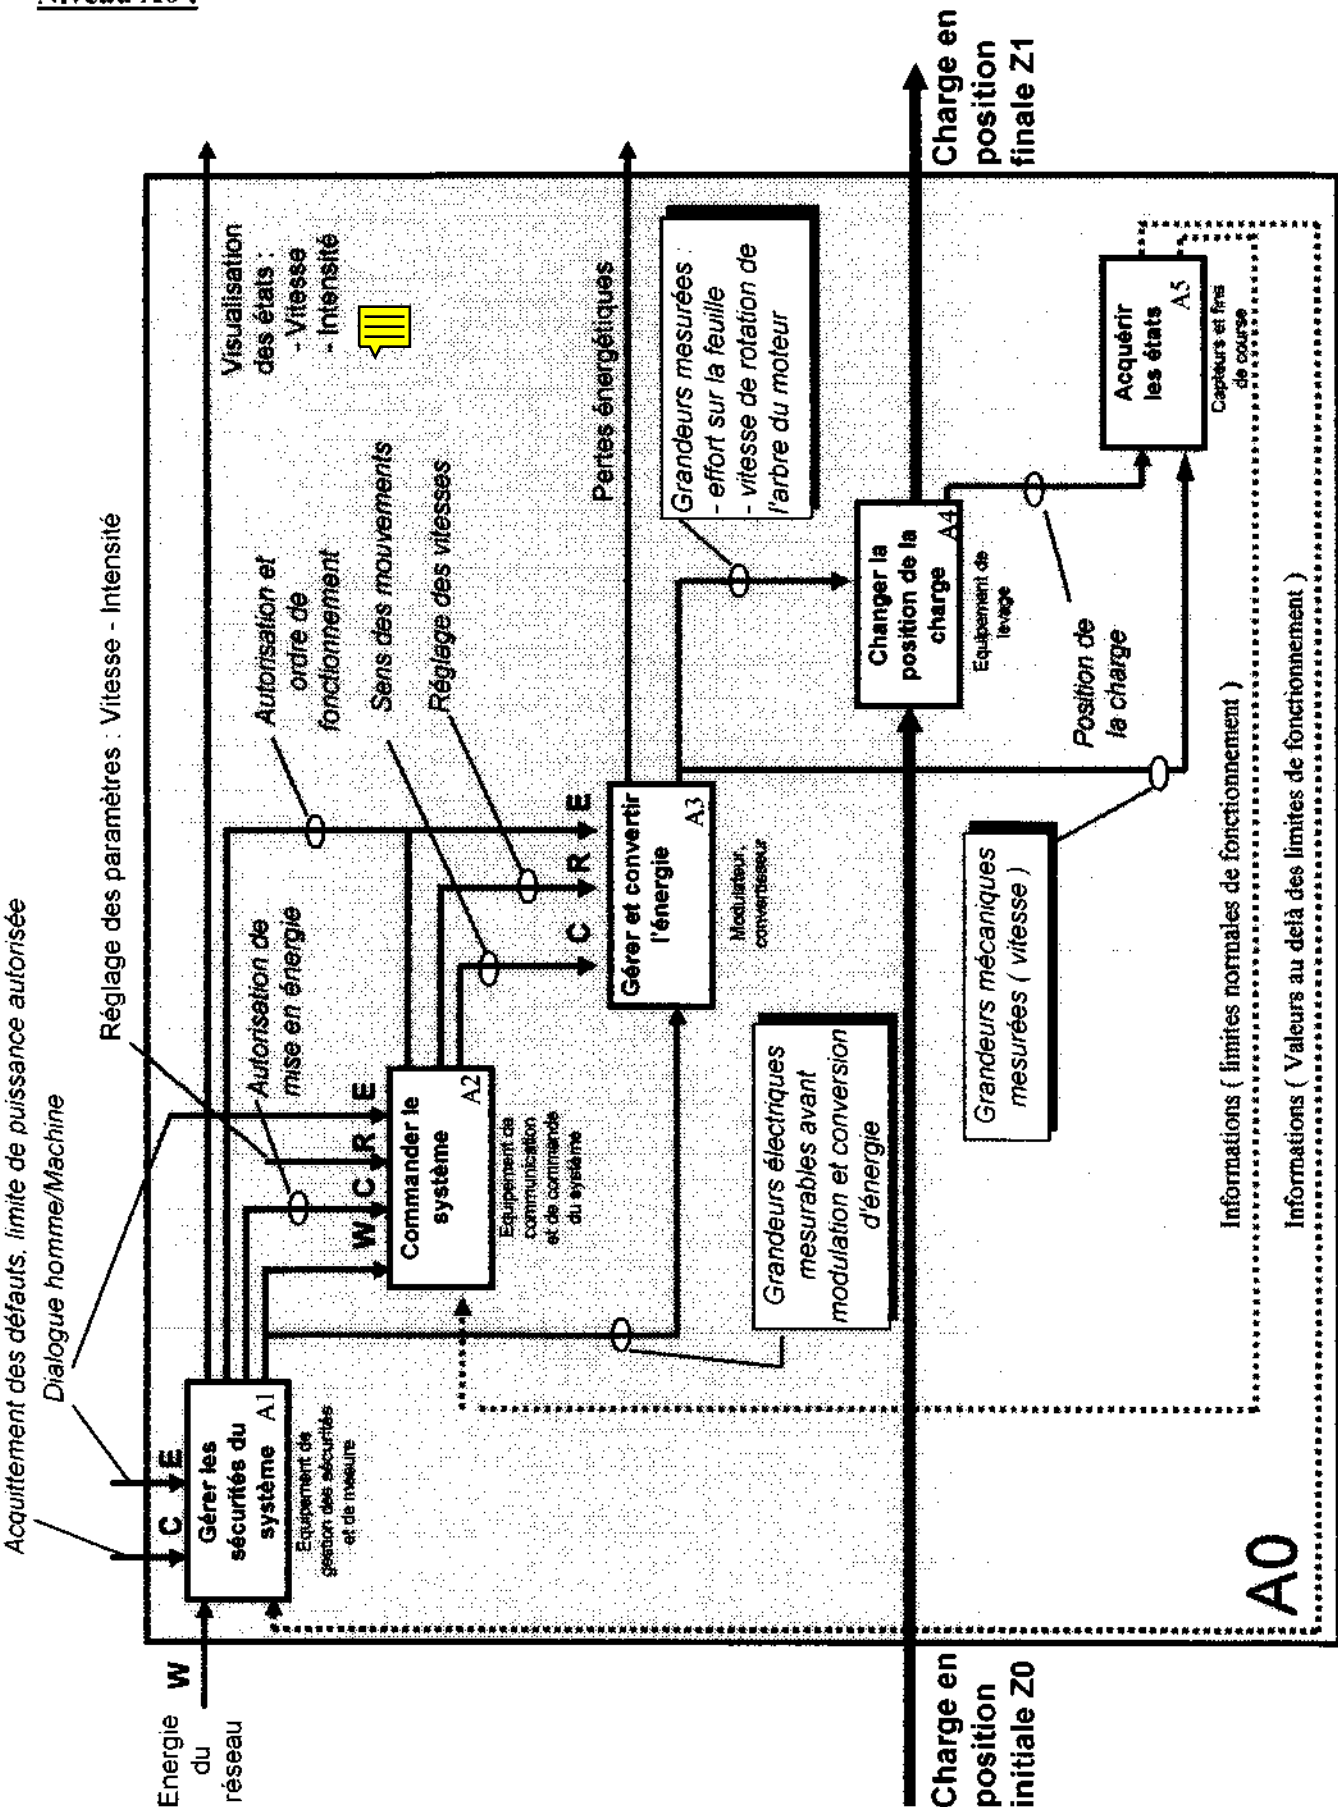 Niveau A0 :
Acquittement des défauts, limite de puissance autorisée
Dialogue homme/Machine
Réglage des paramètres : Vitesse - Intensité
Energie
du
réseau
W
C
E
Gérer les
sécurités du
système
A1
Equipement de
gestion des sécurités
et de mesure
Visualisation
des états :
- Vitesse
- Intensité
Autorisation et
ordre de
fonctionnement
Autorisation de
mise en énergie
Sens des mouvements
Réglage des vitesses
W
C
R
E
Commander le
système
A2
Equipement de
communication
et de commande
du système
C
R
E
Gérer et convertir
l'énergie
A3
Modulateur,
convertisseur
Pertes énergétiques
Grandeurs mesurées :
- effort sur la feuille
- vitesse de rotation de
l'arbre du moteur
Grandeurs électriques
mesurables avant
modulation et conversion
d'énergie
Changer la
position de la
charge
A4
Equipement de
levage
Charge en
position
initiale Z0
Charge en
position
finale Z1
Position de
la charge
Grandeurs mécaniques
mesurées ( vitesse )
Acquérir
les états
A5
Capteurs et fins
de course
Informations ( limites normales de fonctionnement )
Informations ( Valeurs au delà des limites de fonctionnement )
A0